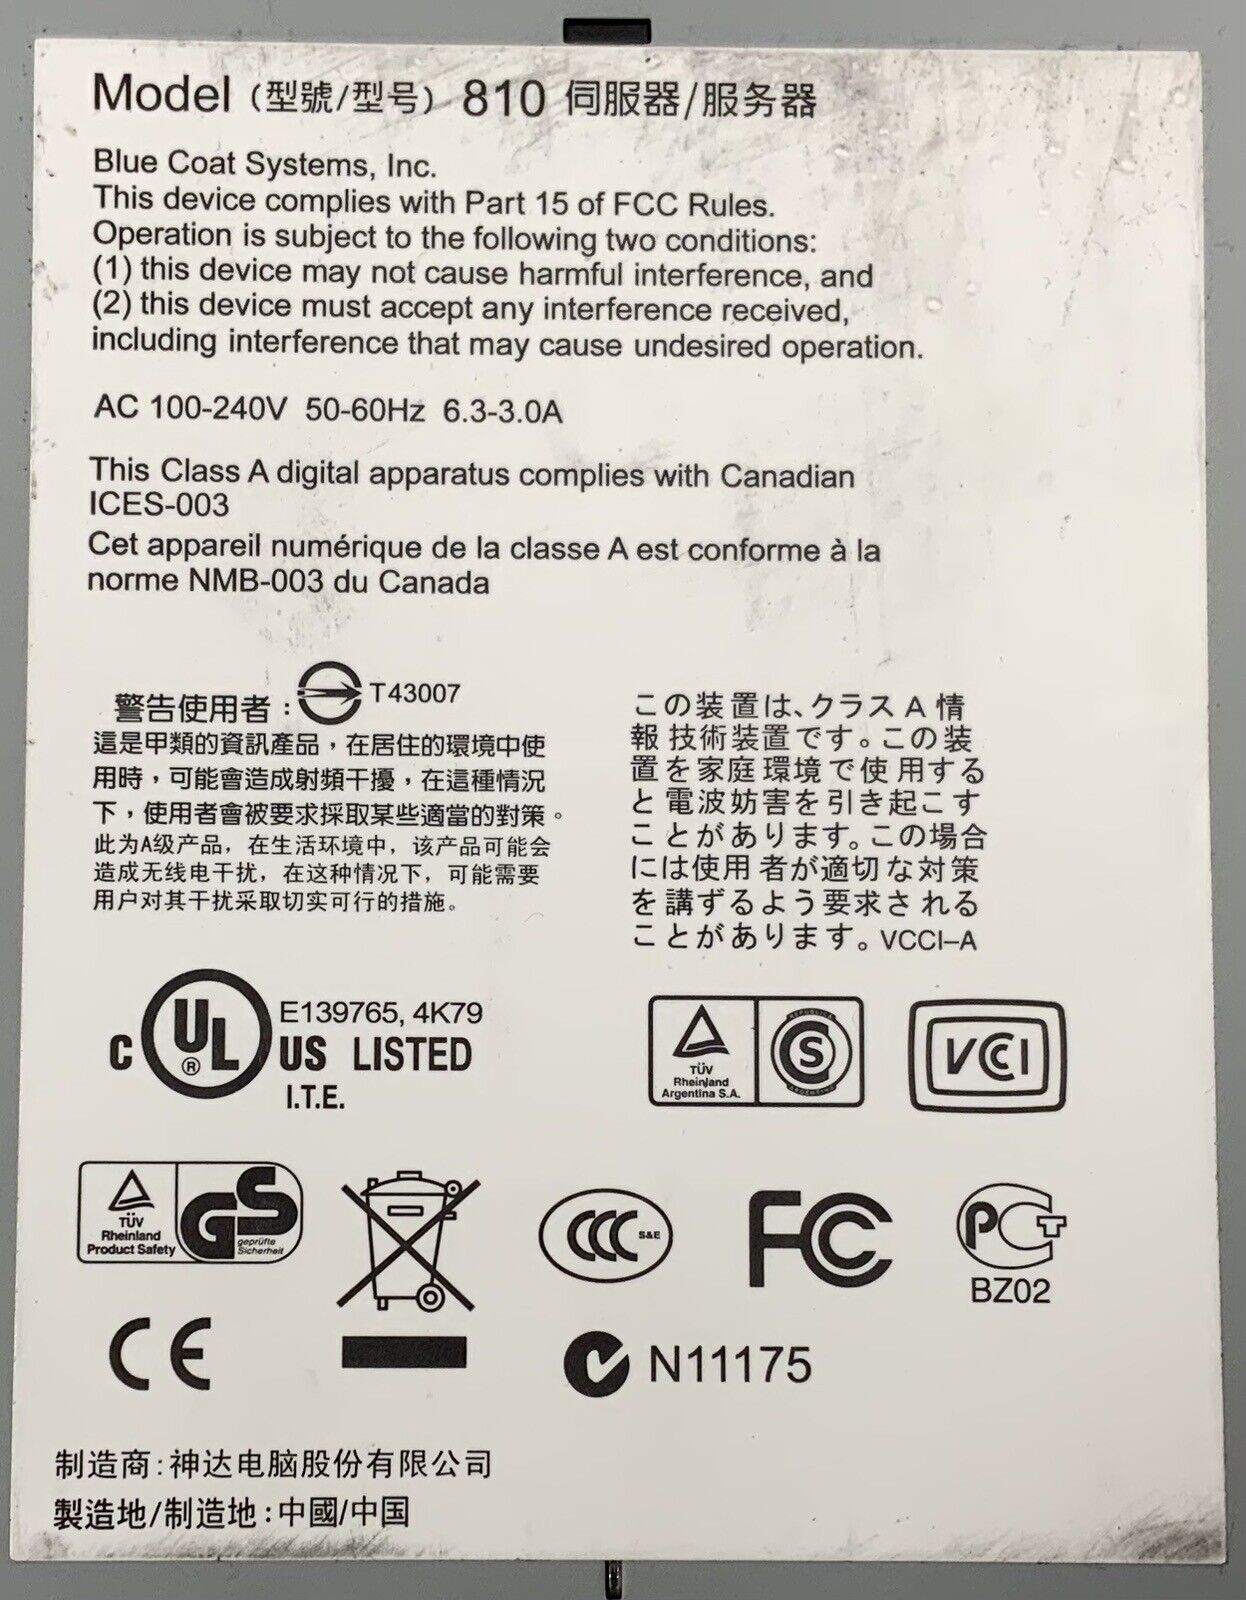 Model (型號/型号) 810 伺服器/服务器
Blue Coat Systems, Inc.
This device complies with Part 15 of FCC Rules.
Operation is subject to the following two conditions:
(1) this device may not cause harmful interference, and
(2) this device must accept any interference received,
including interference that may cause undesired operation.
AC 100-240V 50-60Hz 6.3-3.0A
This Class A digital apparatus complies with Canadian
ICES-003
Cet appareil numérique de la classe A est conforme à la
norme NMB-003 du Canada
警告使用者: T43007
這是甲類的資訊產品，在居住的環境中使
用時，可能會造成射頻干擾，在這種情況
下，使用者會被要求採取某些適當的對策。
此为A级产品，在生活环境中，该产品可能会
造成无线电干扰，在这种情况下，可能需要
用户对其干扰采取切实可行的措施。
この装置は、クラス A 情
報技術装置です。この装
置を家庭環境で使用する
と電波妨害を引き起こす
ことがあります。この場合
には使用者が適切な対策
を講ずるよう要求される
ことがあります。VCCI-A
E139765, 4K79
C UL ® US LISTED
I.T.E.
TÜV
Rheinland
Argentina S.A.
REPUBLICA
S
ARGENTINA
VCCI
TÜV
Rheinland
Product Safety
GS
geprüfte
Sicherheit
CCC S&E
FC
PCT
BZ02
CE
N11175
制造商:神达电脑股份有限公司
製造地/制造地:中國/中国